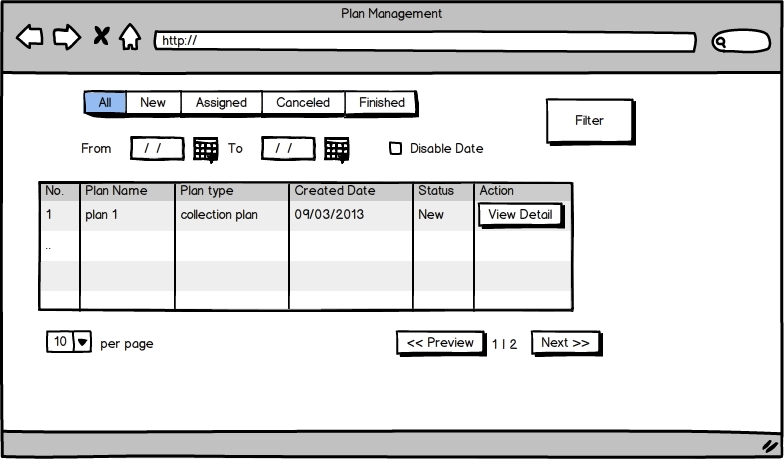 Plan Management
http://
All New Assigned Canceled Finished
Filter
From / / To / / Disable Date
No. Plan Name Plan type Created Date Status Action
1 plan 1 collection plan 09/03/2013 New View Detail
..
10 per page << Preview 1 | 2 Next >>